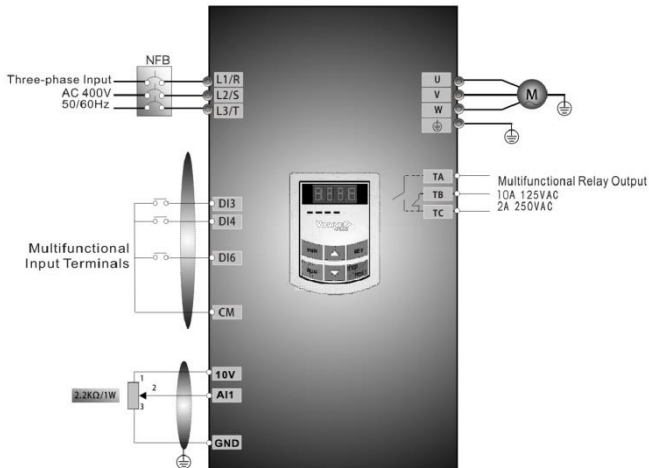 NFB
Three-phase Input
AC 400V
50/60Hz
L1/R
L2/S
L3/T
U
V
W
M
TA
TB
TC
Multifunctional Relay Output
10A 125VAC
2A 250VAC
DI3
DI4
DI6
CM
Multifunctional
Input Terminals
RUN
10V
AI1
GND
1
2
3
2.2KΩ/1W